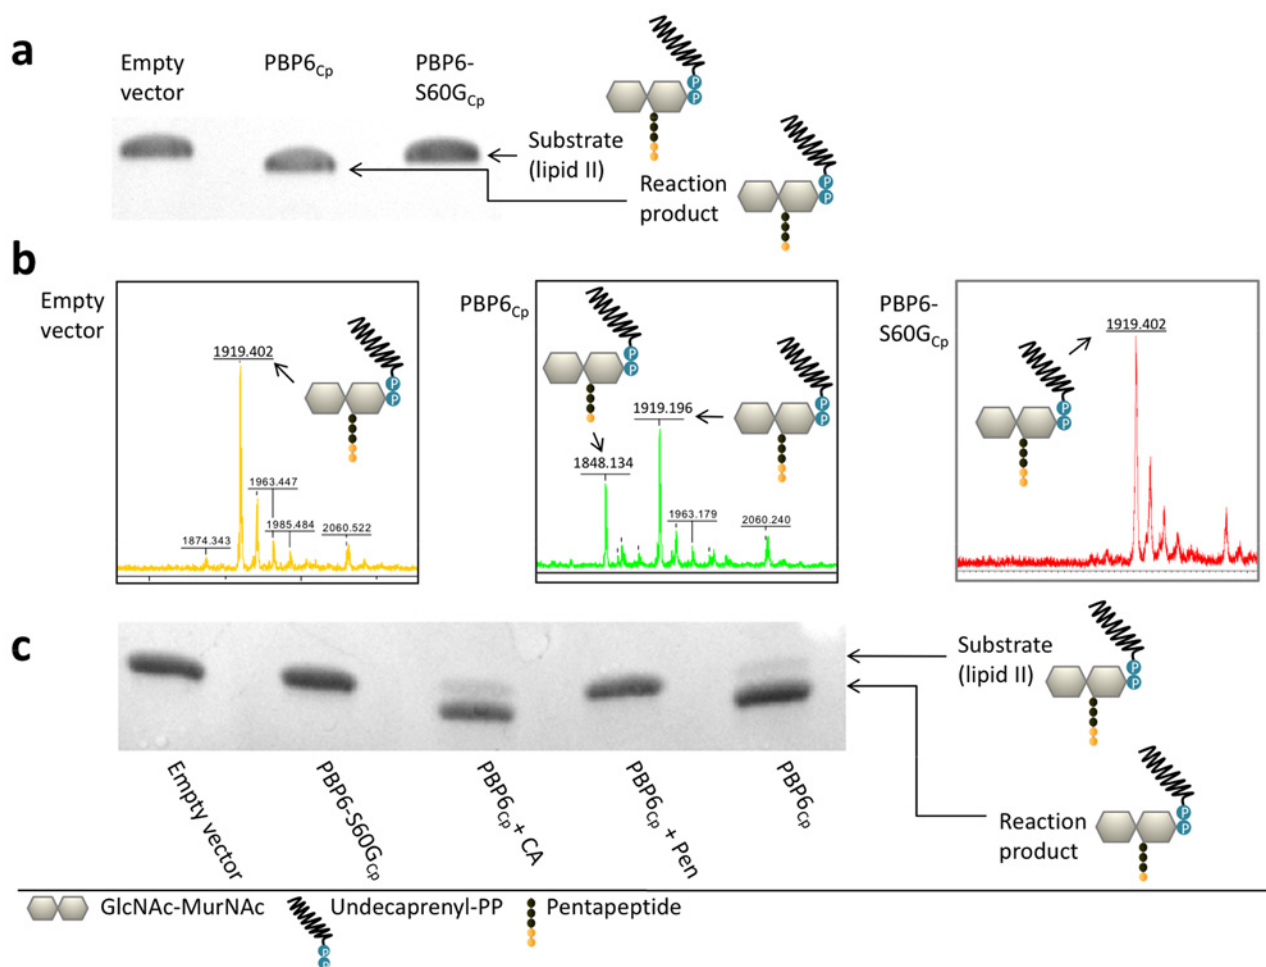 a
Empty
vector
PBP6Cp
PBP6-
S60GCp
Substrate
(lipid II)
Reaction
product
P
P
P
P
b
Empty
vector
1919.402
1963.447
1985.484
2060.522
1874.343
P
P
PBP6Cp
1848.134
1919.196
1963.179
2060.240
P
P
P
P
PBP6-
S60GCp
1919.402
P
P
c
Substrate
(lipid II)
P
P
Reaction
product
P
P
Empty vector
PBP6-S60GCp
PBP6Cp + CA
PBP6Cp + Pen
PBP6Cp
GlcNAc-MurNAc
Undecaprenyl-PP
Pentapeptide
P
P